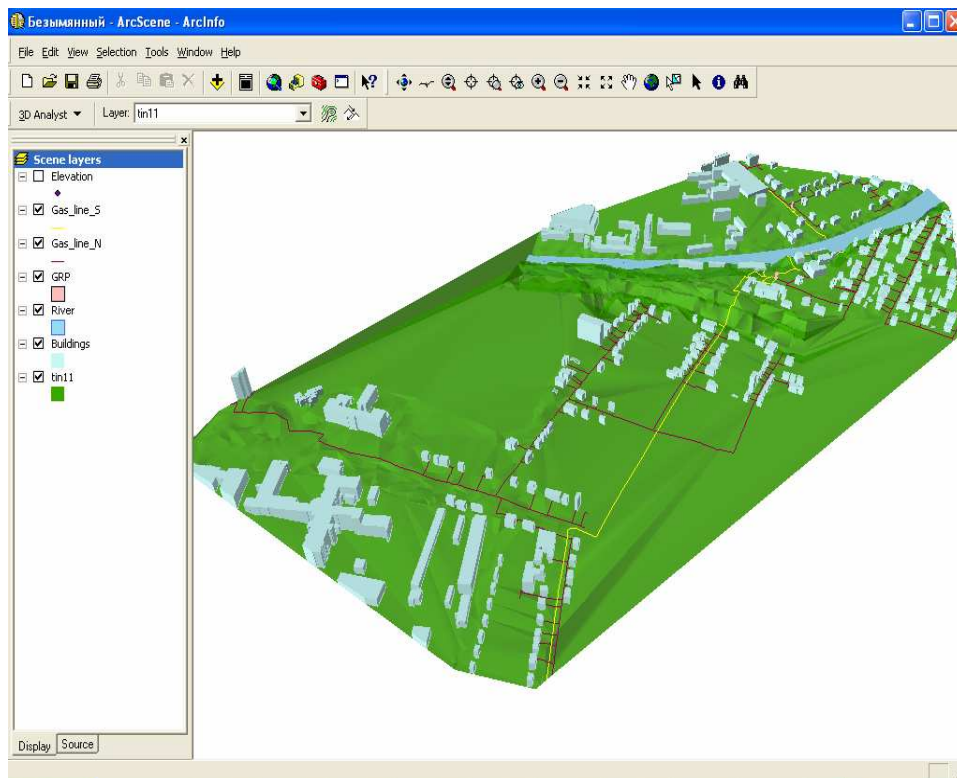 Безымянный - ArcScene - ArcInfo
File Edit View Selection Tools Window Help
3D Analyst Layer: tin11
Scene layers
Elevation
Gas_line_S
Gas_line_N
GRP
River
Buildings
tin11
Display Source